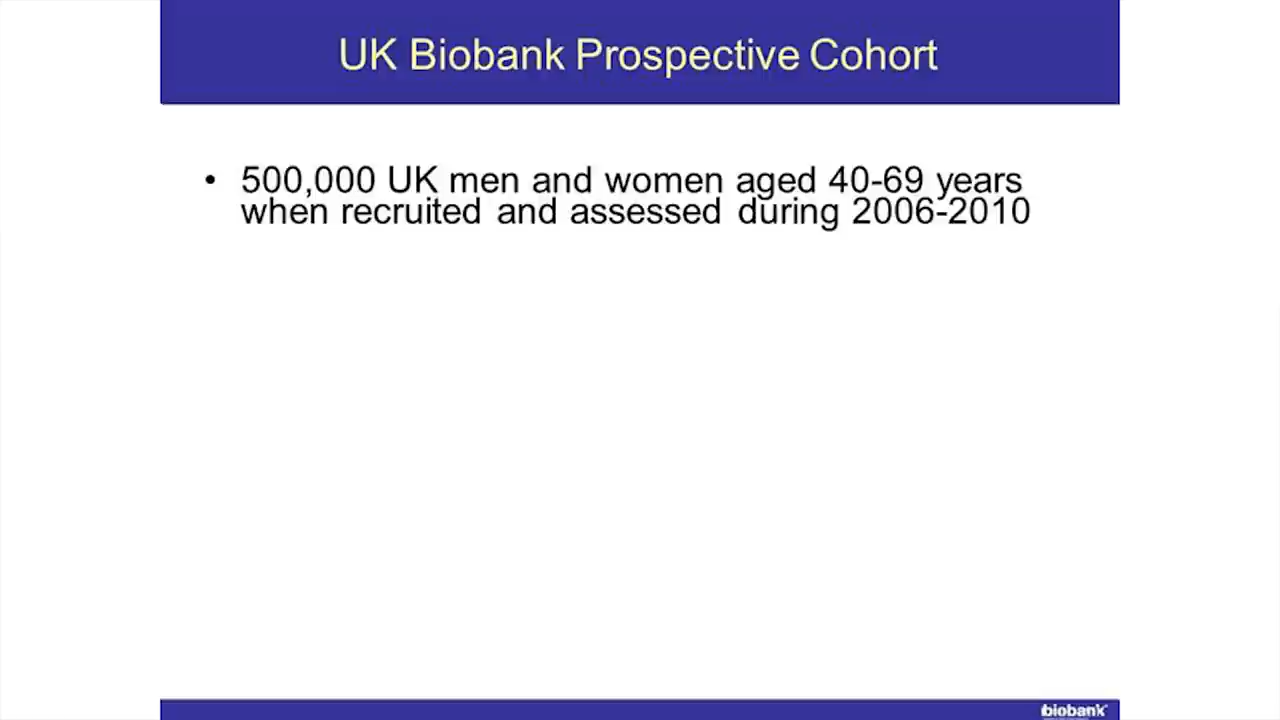 UK Biobank Prospective Cohort
• 500,000 UK men and women aged 40-69 years
when recruited and assessed during 2006-2010
biobank